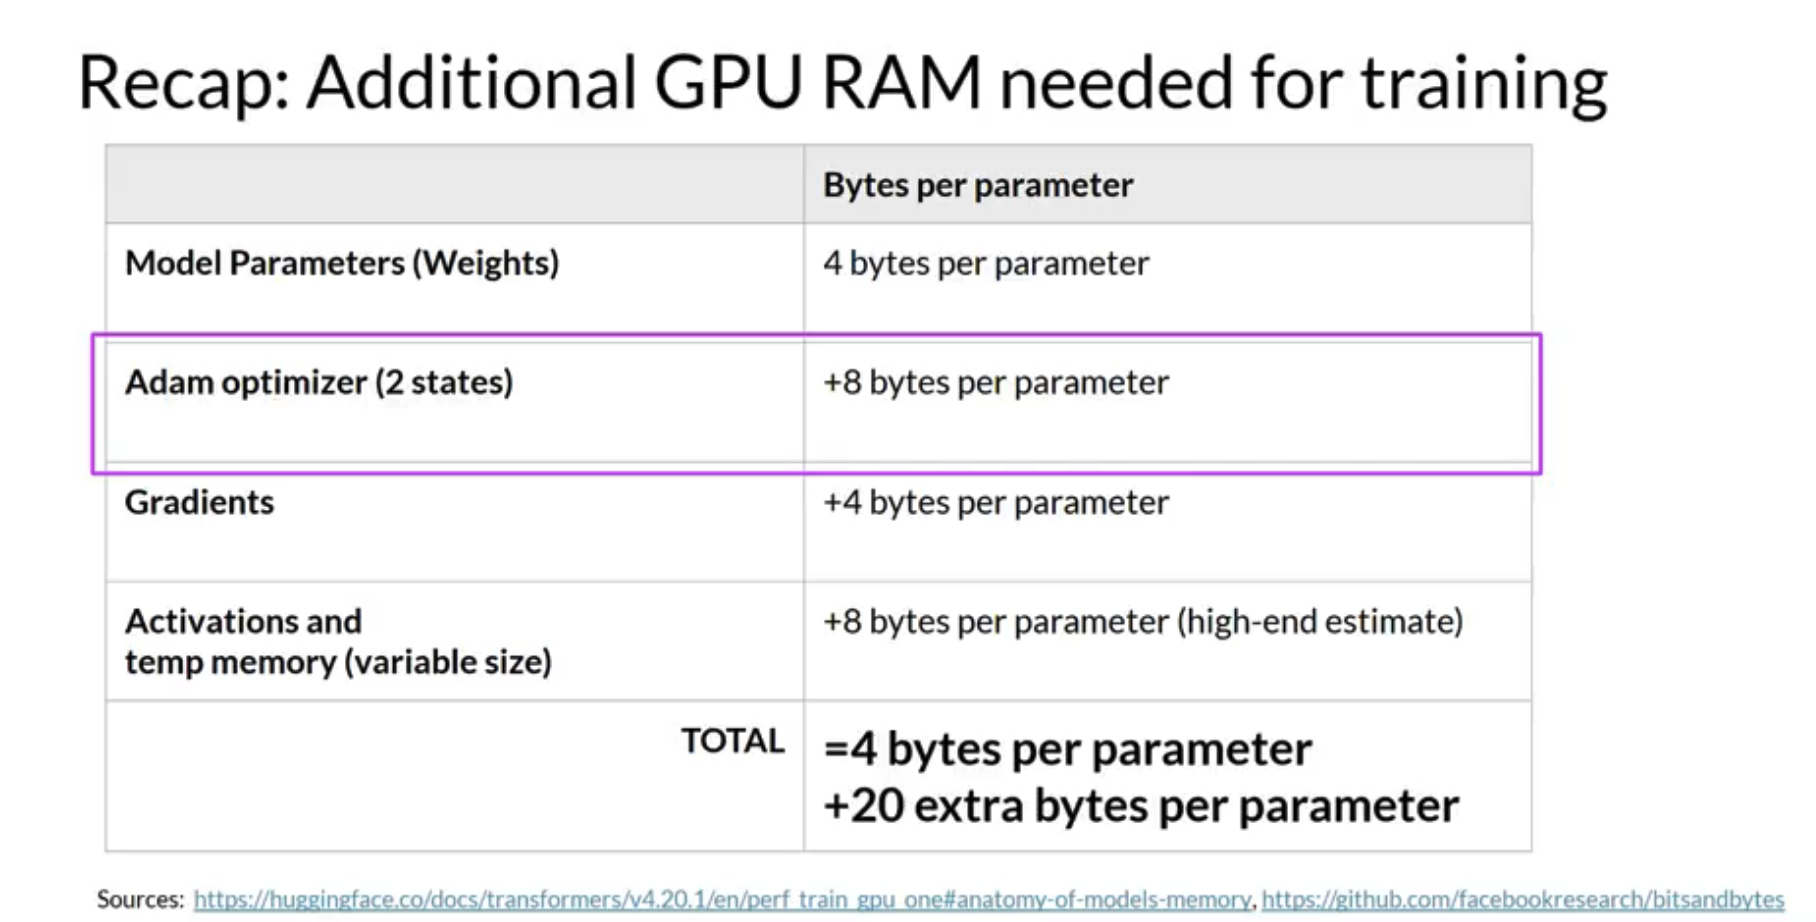 Recap: Additional GPU RAM needed for training
Bytes per parameter
Model Parameters (Weights)
4 bytes per parameter
Adam optimizer (2 states)
+8 bytes per parameter
Gradients
+4 bytes per parameter
Activations and
temp memory (variable size)
+8 bytes per parameter (high-end estimate)
TOTAL
=4 bytes per parameter
+20 extra bytes per parameter
Sources: https://huggingface.co/docs/transformers/v4.20.1/en/perf_train_gpu_one#anatomy-of-models-memory, https://github.com/facebookresearch/bitsandbytes